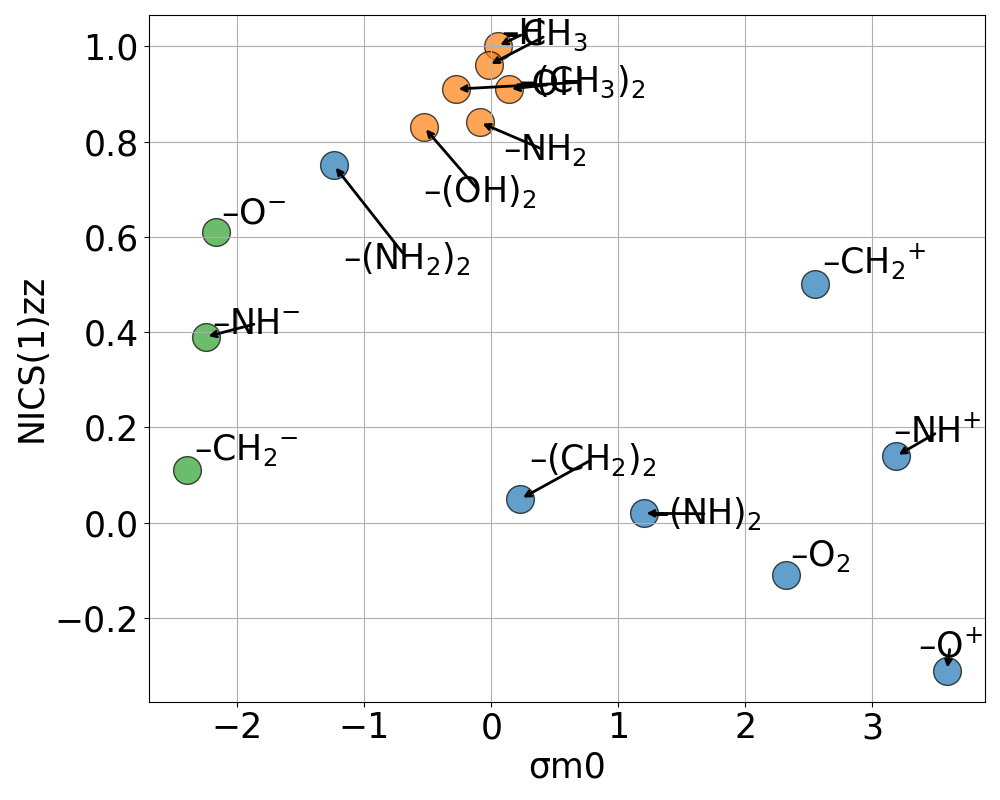 –H
–CH₃
–OH
–(CH₃)₂
–NH₂
–(OH)₂
–(NH₂)₂
–O⁻
–CH₂⁺
–NH⁻
–CH₂⁻
–NH⁺
–(CH₂)₂
–(NH)₂
–O₂
–O⁺
1.0
0.8
0.6
0.4
0.2
0.0
−0.2
NICS(1)zz
−2 −1 0 1 2 3
σm0